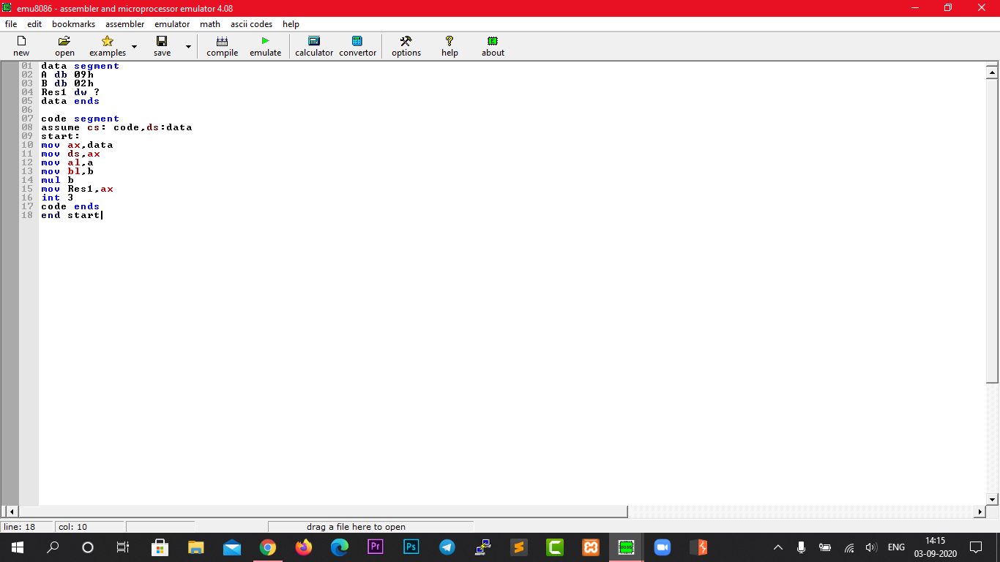 emu8086 - assembler and microprocessor emulator 4.08
file edit bookmarks assembler emulator math ascii codes help
new open examples save compile emulate calculator convertor options help about
01 data segment
02 A db 09h
03 B db 02h
04 Res1 dw ?
05 data ends
06
07 code segment
08 assume cs: code,ds:data
09 start:
10 mov ax,data
11 mov ds,ax
12 mov al,a
13 mov bl,b
14 mul b
15 mov Res1,ax
16 int 3
17 code ends
18 end start
line: 18 col: 10 drag a file here to open
Pr Ps 8086 ENG 14:15
03-09-2020